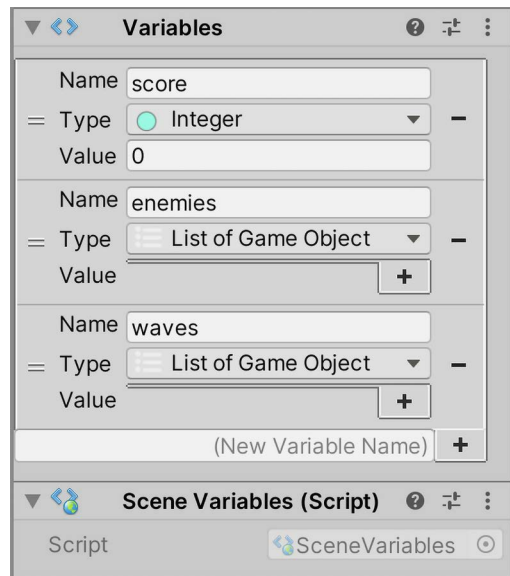 Variables
Name score
Type Integer
Value 0
Name enemies
Type List of Game Object
Value +
Name waves
Type List of Game Object
Value +
(New Variable Name) +
Scene Variables (Script)
Script SceneVariables